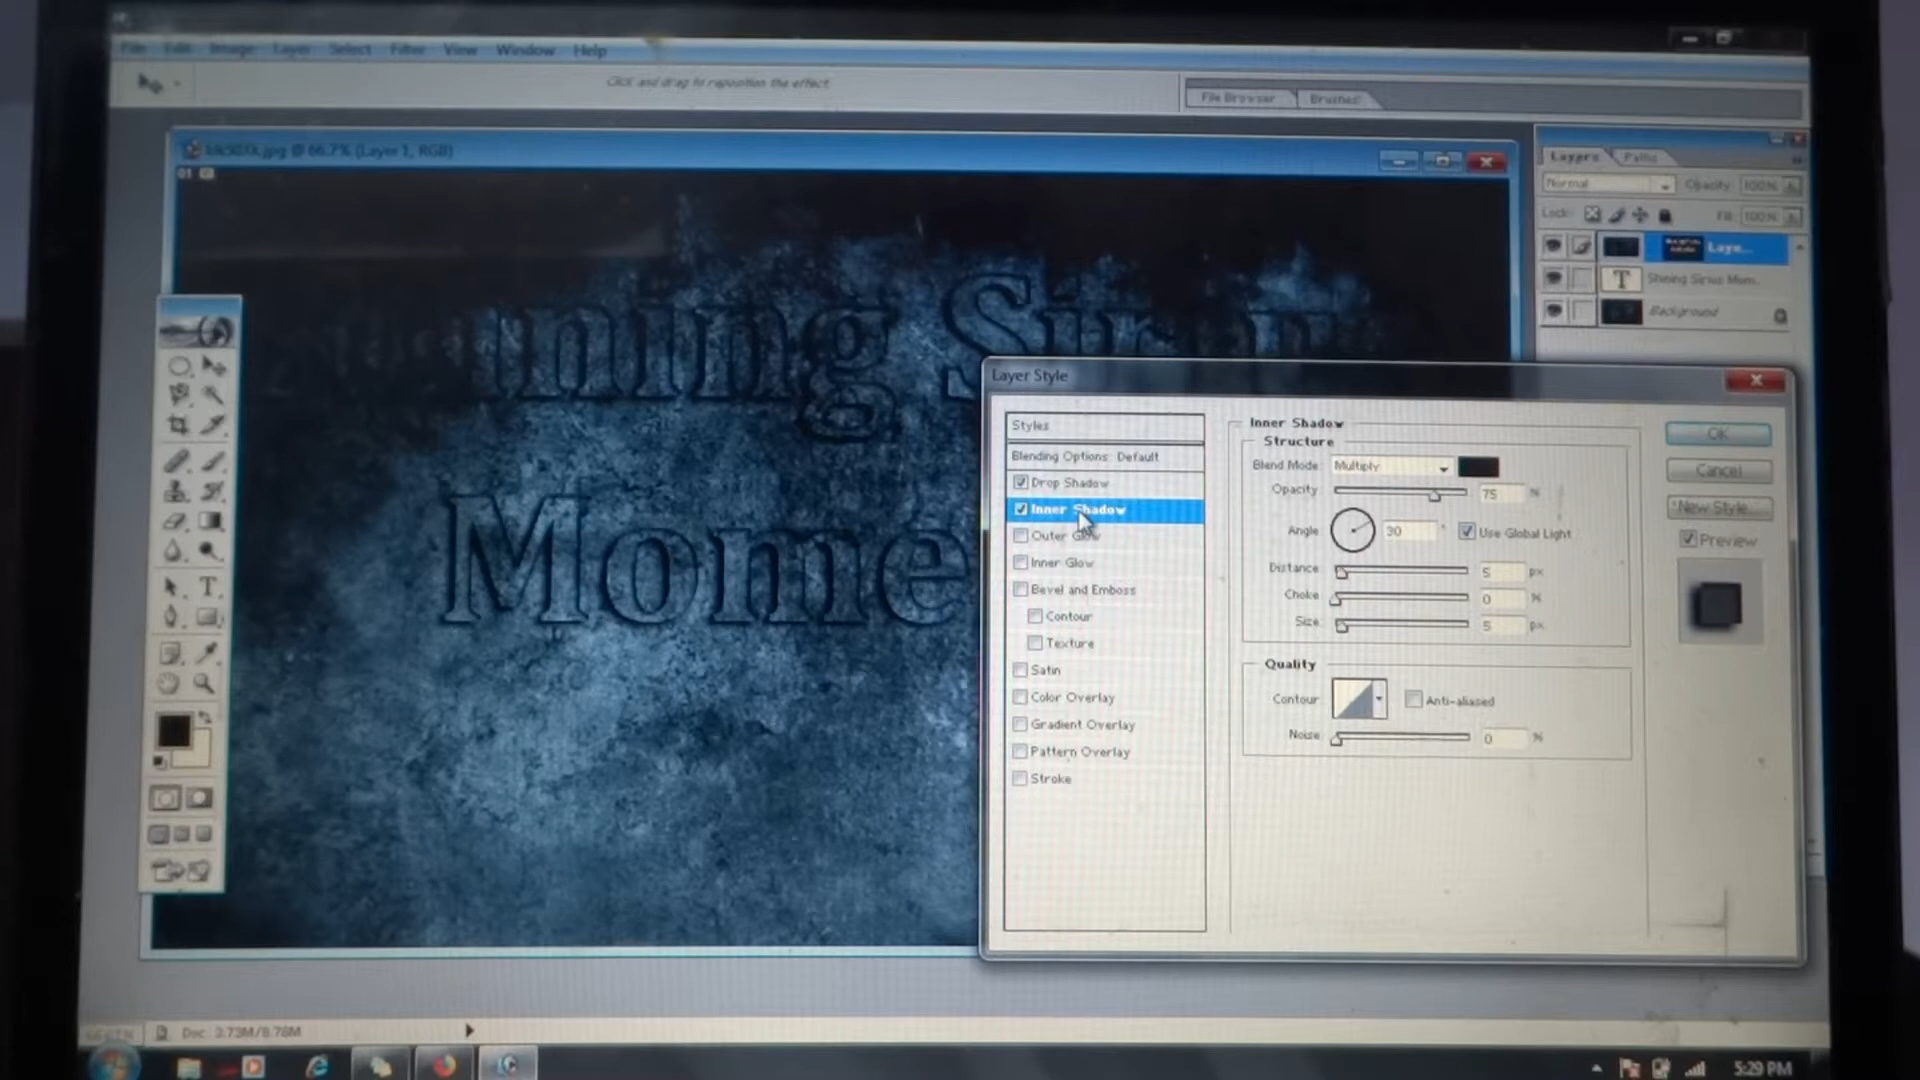 File Edit Image Layer Select Filter View Window Help
Click and drag to reposition the effect
File Browser Brushes
@ 66.7% (Layer 1, RGB)
01
Layers Paths
Normal Opacity: 100%
Lock: Fill: 100%
Laye...
T Shining Sirius Mom...
Background
ning Sirius
Mome
Layer Style
Styles
Blending Options: Default
Drop Shadow
Inner Shadow
Outer Glow
Inner Glow
Bevel and Emboss
Contour
Texture
Satin
Color Overlay
Gradient Overlay
Pattern Overlay
Stroke
Inner Shadow
Structure
Blend Mode: Multiply
Opacity: 75 %
Angle: 30 ° Use Global Light
Distance: 5 px
Choke: 0 %
Size: 5 px
Quality
Contour: Anti-aliased
Noise: 0 %
OK
Cancel
New Style...
Preview
T
Doc: 3.73M/8.78M
5:29 PM